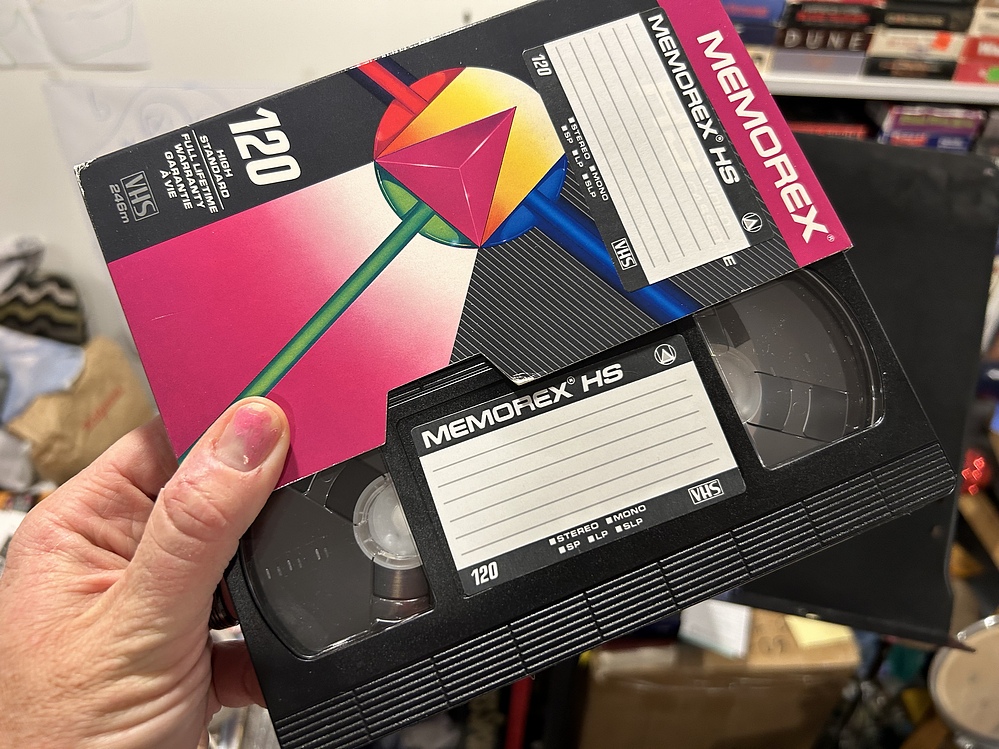 MEMOREX®
MEMOREX® HS
120
■STEREO ■MONO
■SP ■LP ■SLP
VHS
E
120
HIGH
STANDARD
FULL LIFETIME
WARRANTY
GARANTIE
À VIE
VHS
246m
MEMOREX® HS
VHS
■STEREO ■MONO
■SP ■LP ■SLP
120
DUNE